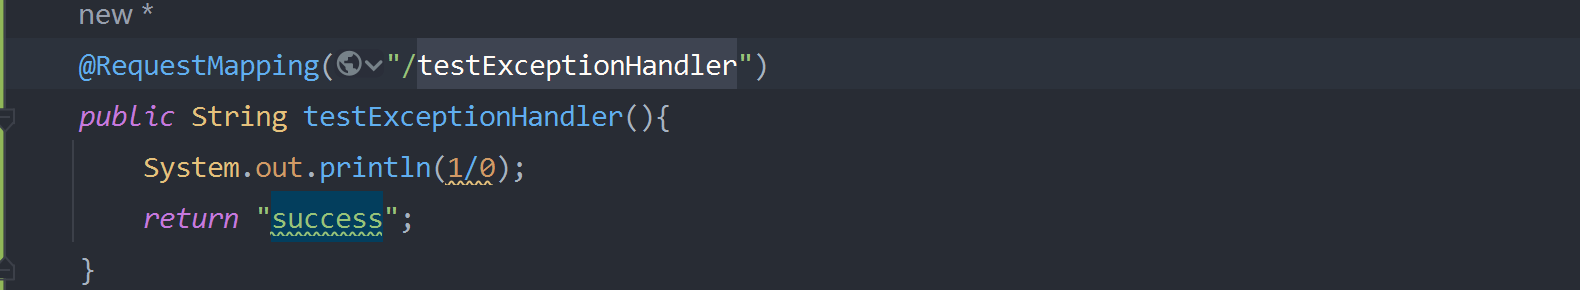 new *
@RequestMapping("/testExceptionHandler")
public String testExceptionHandler(){
System.out.println(1/0);
return "success";
}